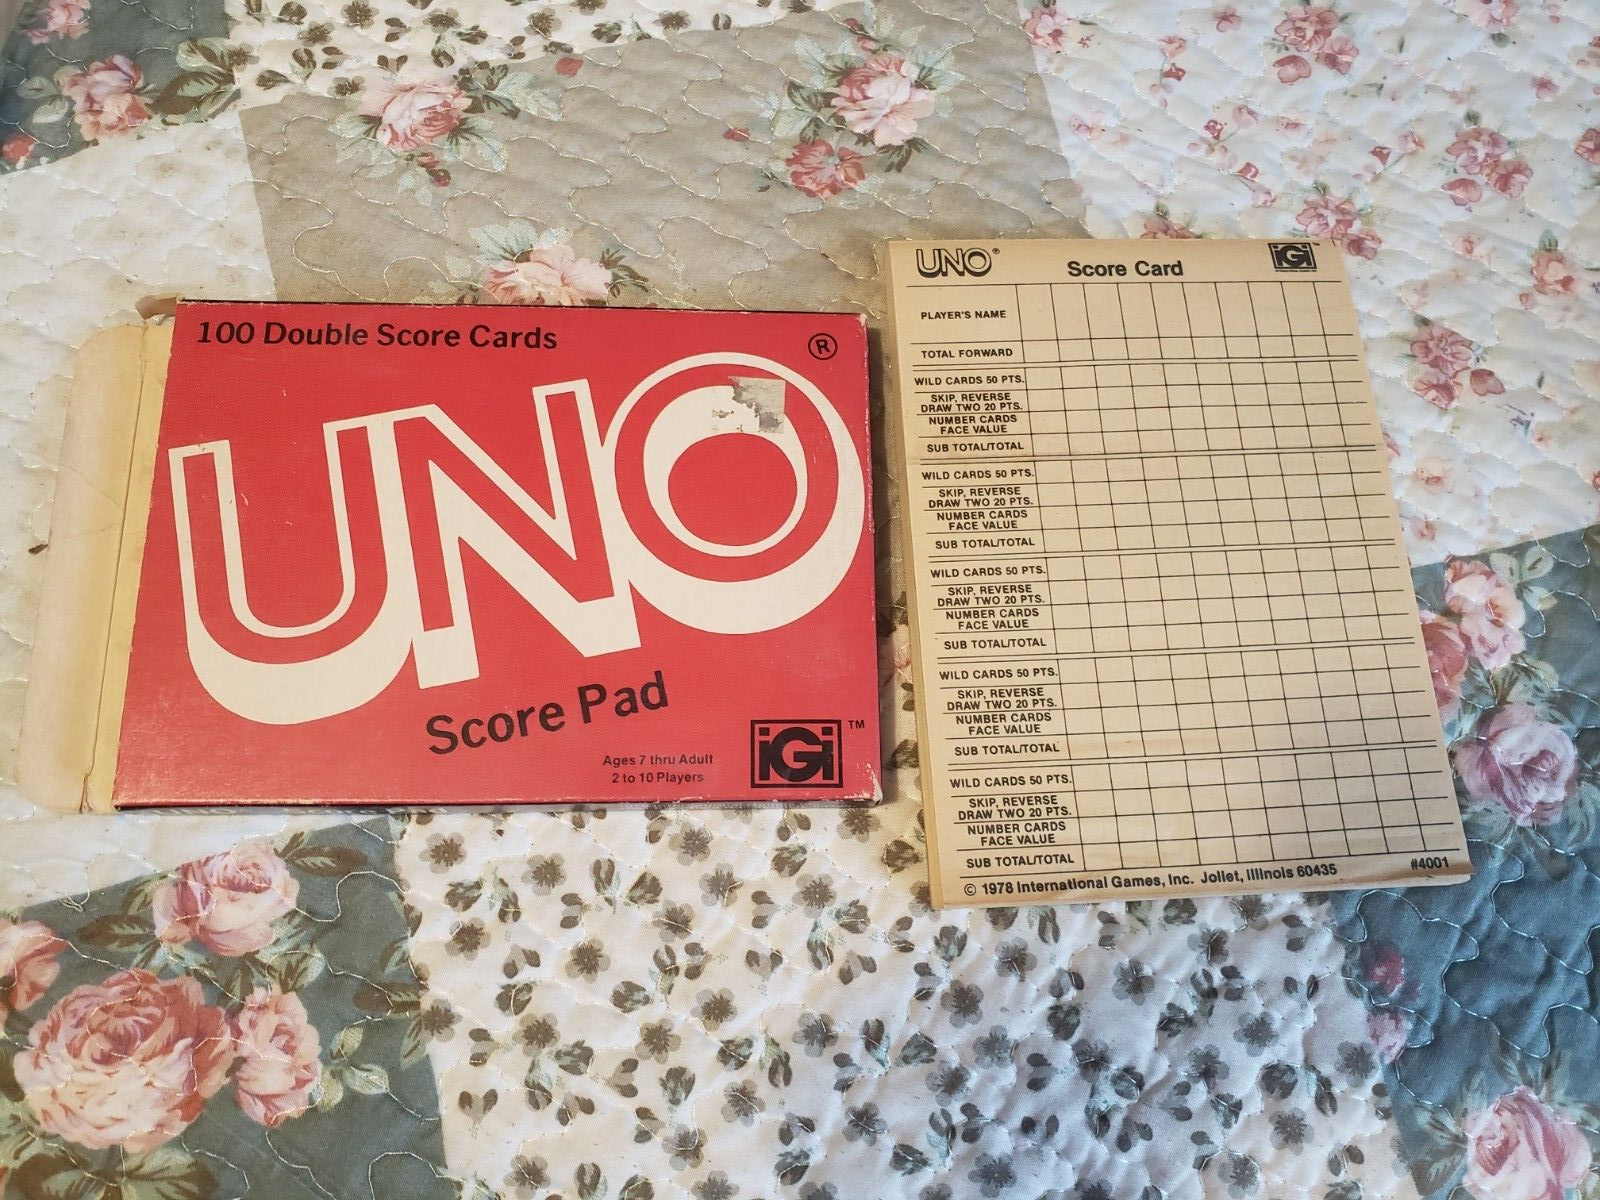 100 Double Score Cards
®
UNO
Score Pad
Ages 7 thru Adult
2 to 10 Players
iGi
TM
UNO®
Score Card
iGi
PLAYER'S NAME
TOTAL FORWARD
WILD CARDS 50 PTS.
SKIP, REVERSE
DRAW TWO 20 PTS.
NUMBER CARDS
FACE VALUE
SUB TOTAL/TOTAL
WILD CARDS 50 PTS.
SKIP, REVERSE
DRAW TWO 20 PTS.
NUMBER CARDS
FACE VALUE
SUB TOTAL/TOTAL
WILD CARDS 50 PTS.
SKIP, REVERSE
DRAW TWO 20 PTS.
NUMBER CARDS
FACE VALUE
SUB TOTAL/TOTAL
WILD CARDS 50 PTS.
SKIP, REVERSE
DRAW TWO 20 PTS.
NUMBER CARDS
FACE VALUE
SUB TOTAL/TOTAL
WILD CARDS 50 PTS.
SKIP, REVERSE
DRAW TWO 20 PTS.
NUMBER CARDS
FACE VALUE
SUB TOTAL/TOTAL
#4001
© 1978 International Games, Inc. Joliet, Illinois 60435